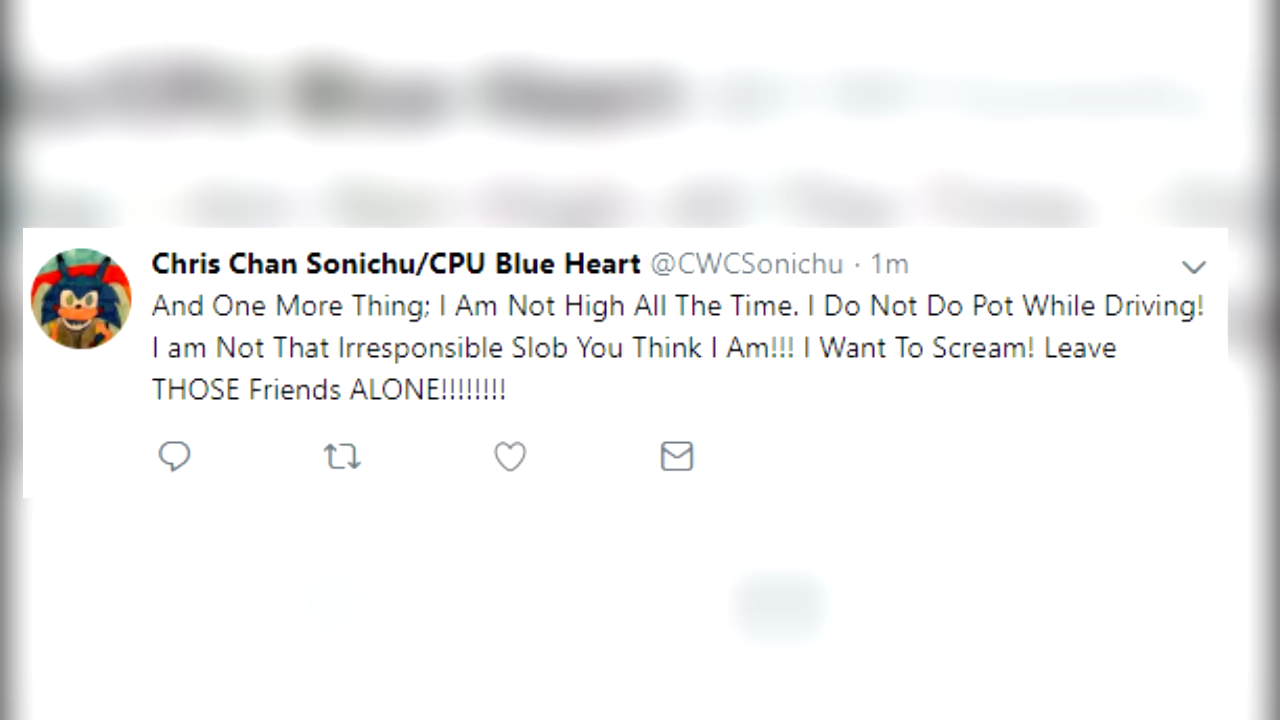 Chris Chan Sonichu/CPU Blue Heart @CWCSonichu · 1m
And One More Thing; I Am Not High All The Time. I Do Not Do Pot While Driving!
I am Not That Irresponsible Slob You Think I Am!!! I Want To Scream! Leave
THOSE Friends ALONE!!!!!!!!